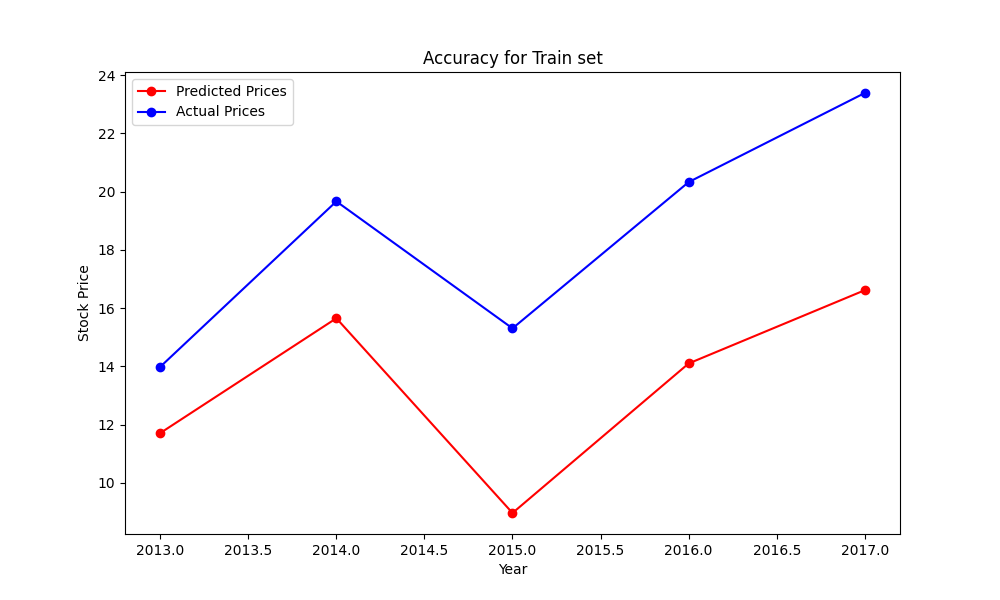 Accuracy for Train set
Predicted Prices
Actual Prices
Stock Price
24
22
20
18
16
14
12
10
2013.0 2013.5 2014.0 2014.5 2015.0 2015.5 2016.0 2016.5 2017.0
Year